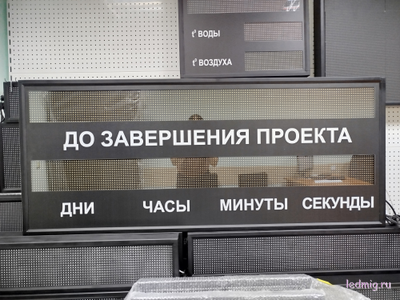 t° ВОДЫ
t° ВОЗДУХА
ДО ЗАВЕРШЕНИЯ ПРОЕКТА
ДНИ ЧАСЫ МИНУТЫ СЕКУНДЫ
ledmig.ru